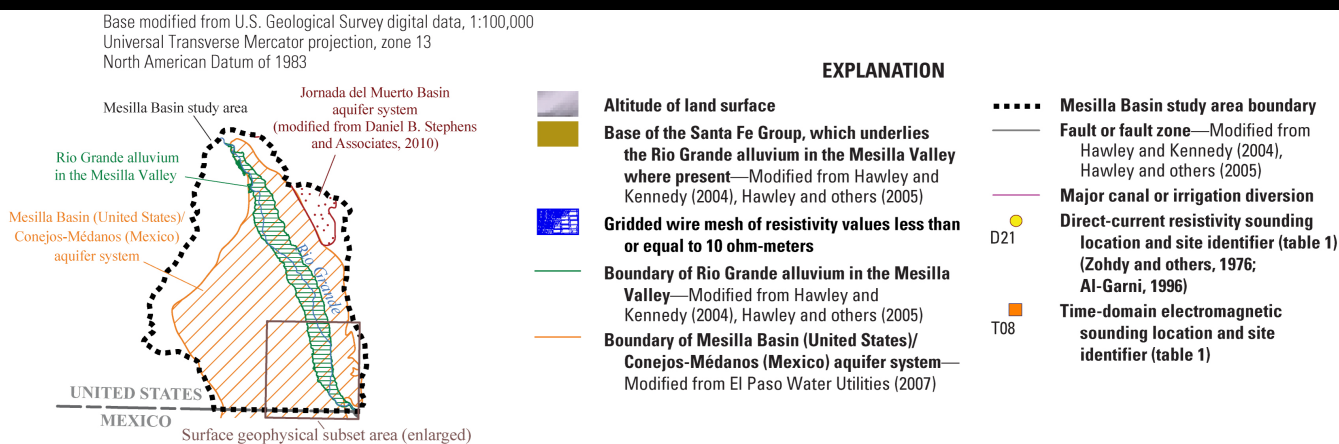 Base modified from U.S. Geological Survey digital data, 1:100,000
Universal Transverse Mercator projection, zone 13
North American Datum of 1983
Mesilla Basin study area
Jornada del Muerto Basin
aquifer system
(modified from Daniel B. Stephens
and Associates, 2010)
Rio Grande alluvium
in the Mesilla Valley
Mesilla Basin (United States)/
Conejos-Médanos (Mexico)
aquifer system
Rio Grande
UNITED STATES
MEXICO
Surface geophysical subset area (enlarged)
EXPLANATION
Altitude of land surface
Base of the Santa Fe Group, which underlies
the Rio Grande alluvium in the Mesilla Valley
where present—Modified from Hawley and
Kennedy (2004), Hawley and others (2005)
Gridded wire mesh of resistivity values less than
or equal to 10 ohm-meters
Boundary of Rio Grande alluvium in the Mesilla
Valley—Modified from Hawley and
Kennedy (2004), Hawley and others (2005)
Boundary of Mesilla Basin (United States)/
Conejos-Médanos (Mexico) aquifer system—
Modified from El Paso Water Utilities (2007)
Mesilla Basin study area boundary
Fault or fault zone—Modified from
Hawley and Kennedy (2004),
Hawley and others (2005)
Major canal or irrigation diversion
D21
Direct-current resistivity sounding
location and site identifier (table 1)
(Zohdy and others, 1976;
Al-Garni, 1996)
T08
Time-domain electromagnetic
sounding location and site
identifier (table 1)